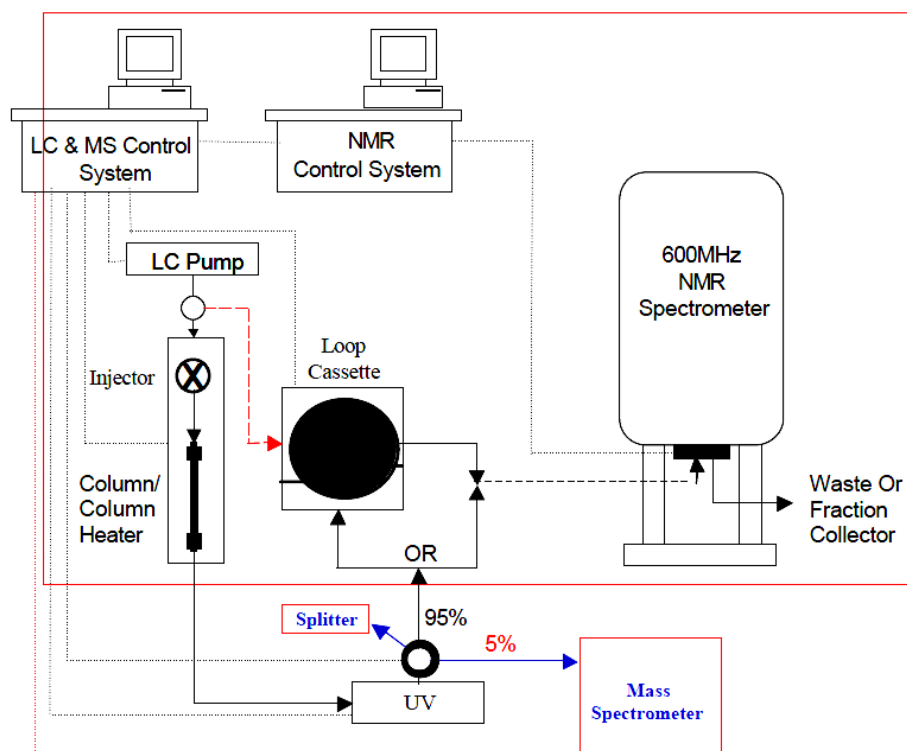 LC & MS Control
System
NMR
Control System
LC Pump
600MHz
NMR
Spectrometer
Injector
Loop
Cassette
Column/
Column
Heater
Waste Or
Fraction
Collector
OR
Splitter
95%
5%
UV
Mass
Spectrometer